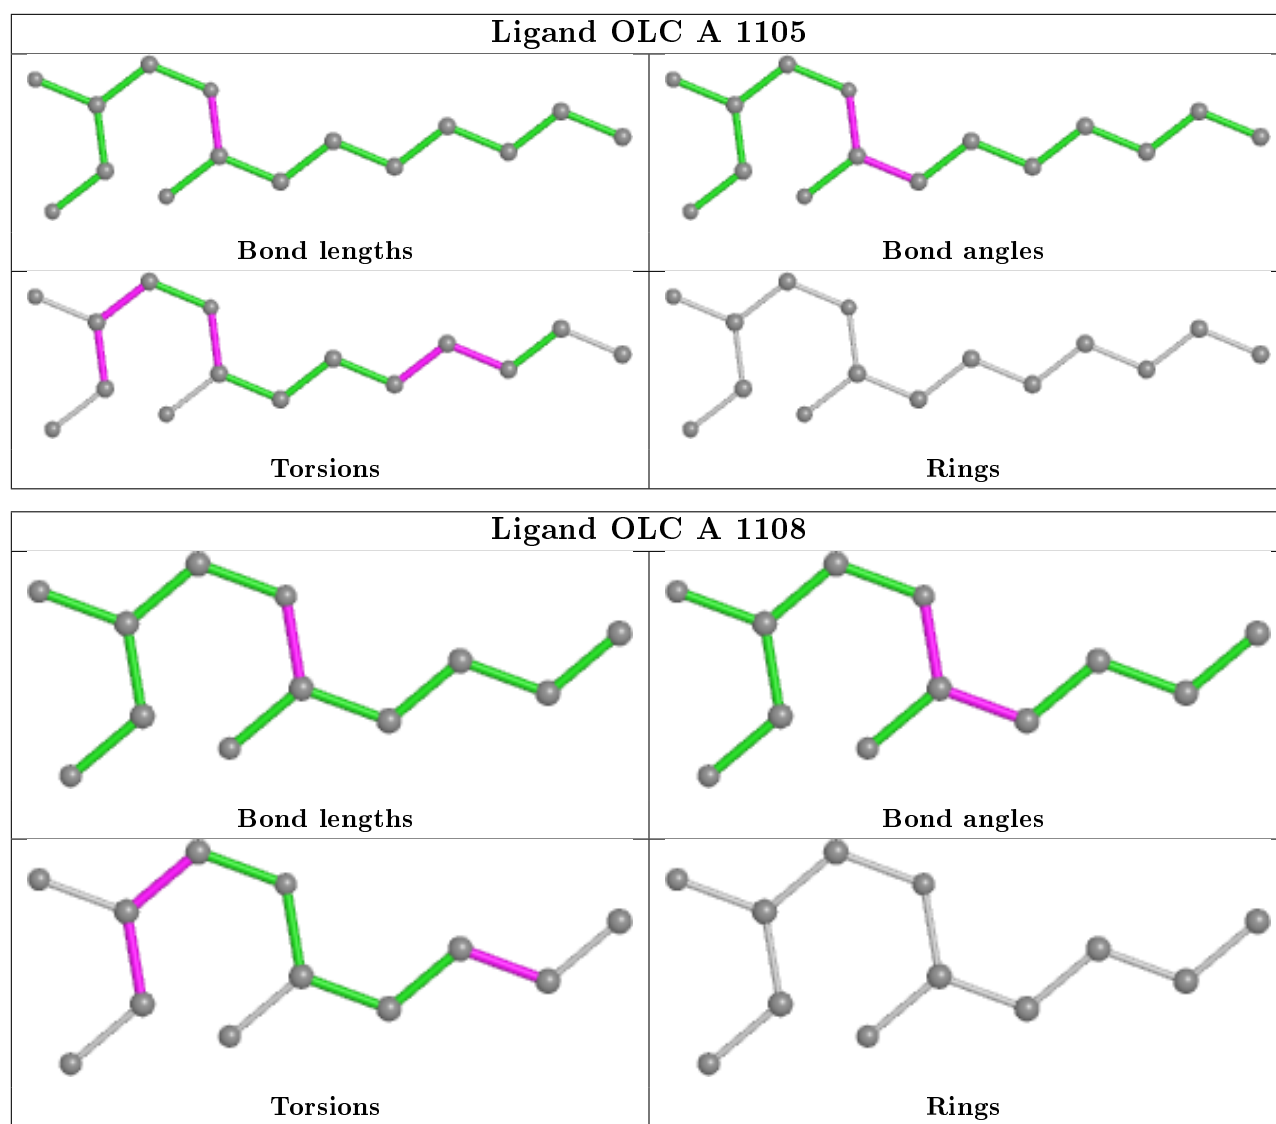 Ligand OLC A 1105
Bond lengths
Bond angles
Torsions
Rings
Ligand OLC A 1108
Bond lengths
Bond angles
Torsions
Rings